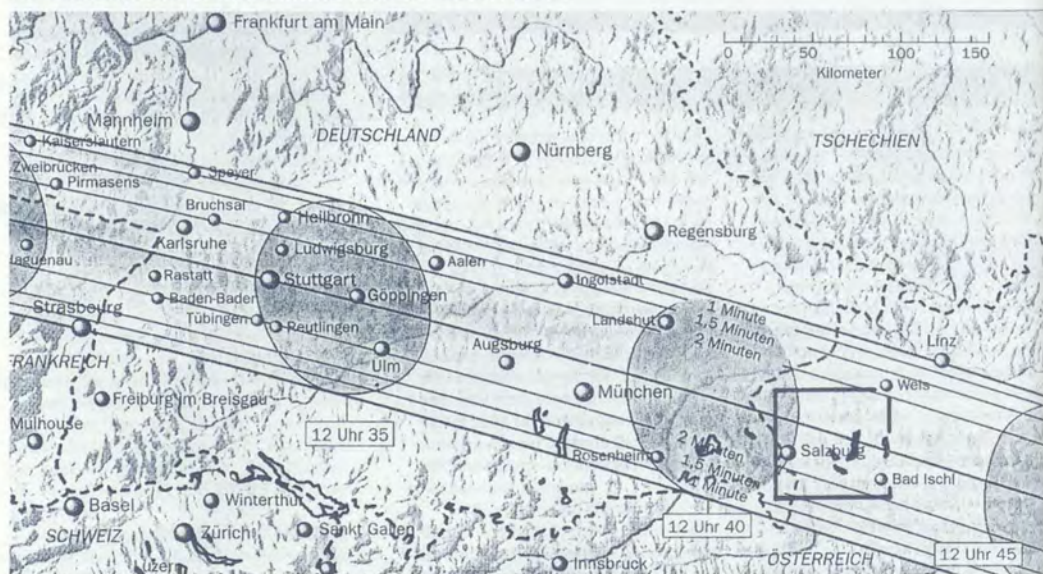 Frankfurt am Main
0 50 100 150
Kilometer
Mannheim
DEUTSCHLAND
TSCHECHIEN
Kaiserslautern
Nürnberg
Zweibrücken
Speyer
Pirmasens
Bruchsal
Heilbronn
Karlsruhe
Regensburg
Haguenau
Ludwigsburg
Aalen
Rastatt
Stuttgart
Ingolstadt
Baden-Baden
Göppingen
Strasbourg
Tübingen
Reutlingen
Landshut
1 Minute
1,5 Minuten
2 Minuten
Linz
FRANKREICH
Ulm
Augsburg
Wels
Freiburg im Breisgau
München
Mulhouse
12 Uhr 35
2 Minuten
Rosenheim
1,5 Minuten
1 Minute
Salzburg
Bad Ischl
Basel
Winterthur
12 Uhr 40
SCHWEIZ
Zürich
Sankt Gallen
Luzern
Innsbruck
ÖSTERREICH
12 Uhr 45